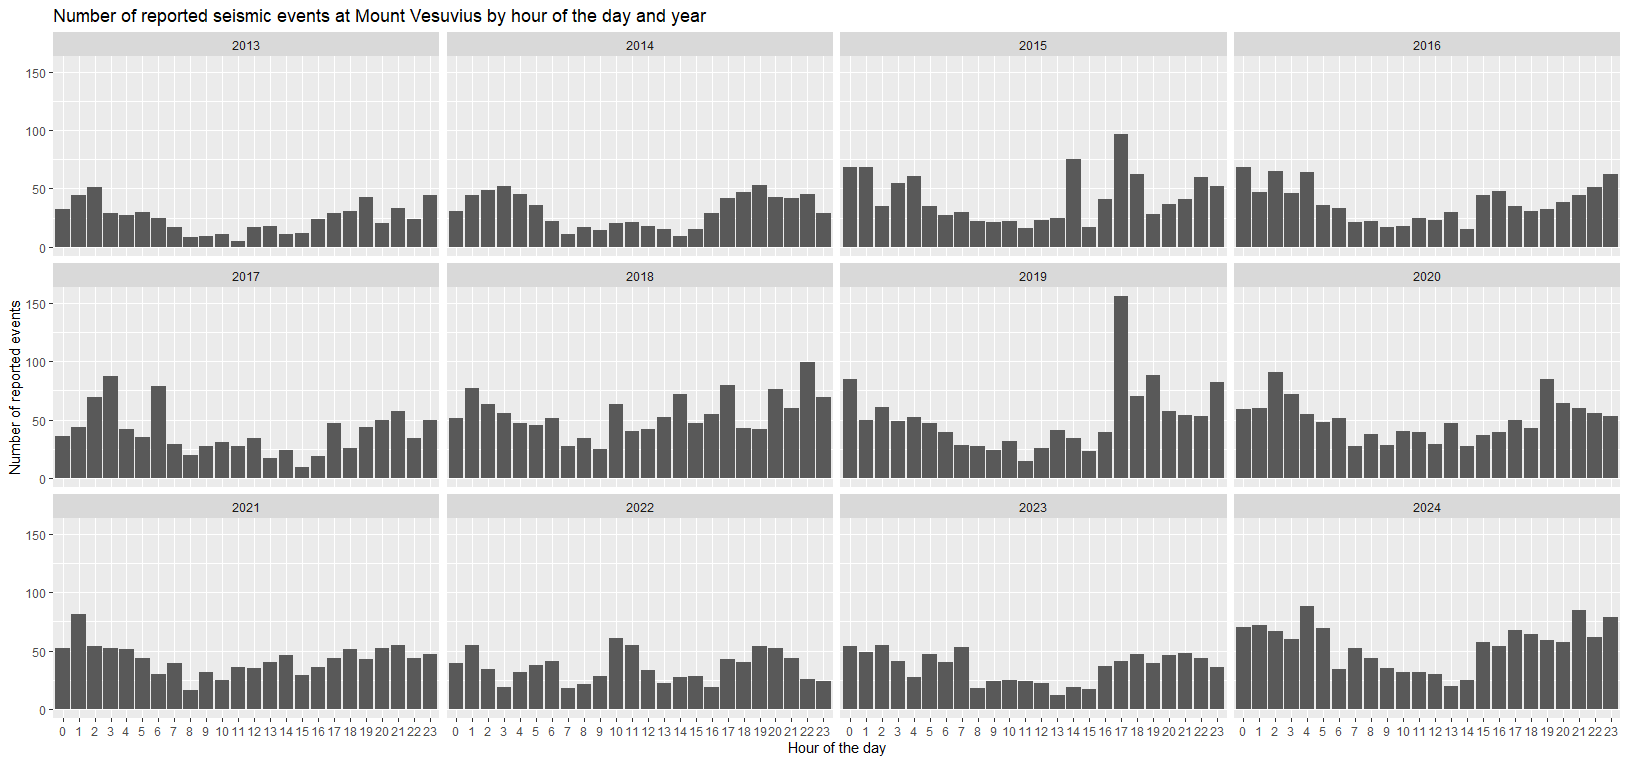 Number of reported seismic events at Mount Vesuvius by hour of the day and year
2013 2014 2015 2016
150
100
50
0
2017 2018 2019 2020
150
100
50
0
Number of reported events
2021 2022 2023 2024
150
100
50
0
0 1 2 3 4 5 6 7 8 9 10 11 12 13 14 15 16 17 18 19 20 21 22 23 0 1 2 3 4 5 6 7 8 9 10 11 12 13 14 15 16 17 18 19 20 21 22 23 0 1 2 3 4 5 6 7 8 9 10 11 12 13 14 15 16 17 18 19 20 21 22 23 0 1 2 3 4 5 6 7 8 9 10 11 12 13 14 15 16 17 18 19 20 21 22 23
Hour of the day